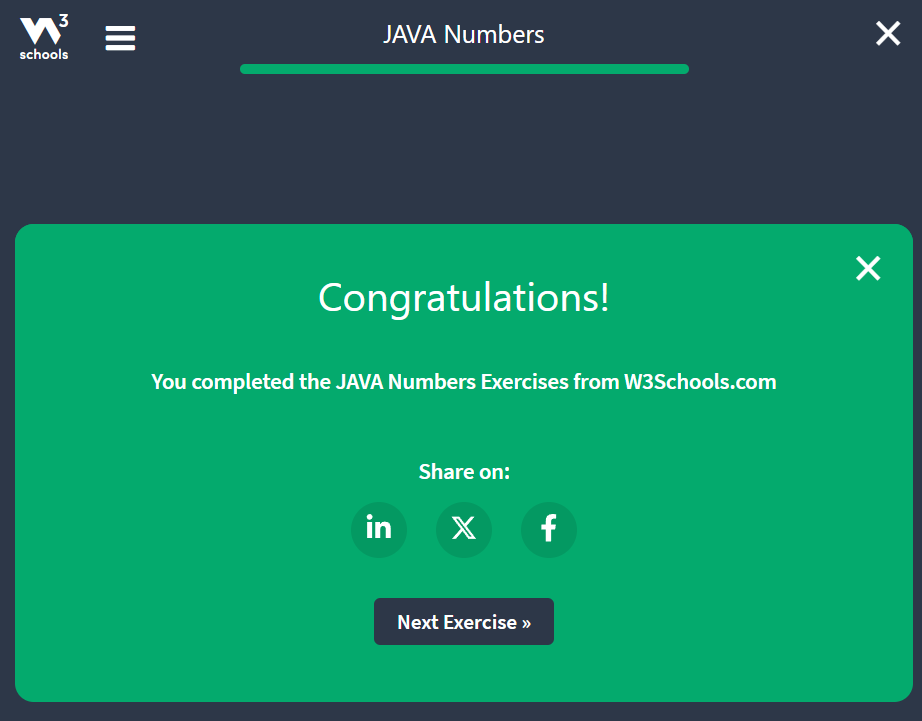 W3
schools
JAVA Numbers
Congratulations!
You completed the JAVA Numbers Exercises from W3Schools.com
Share on:
in
X
f
Next Exercise »